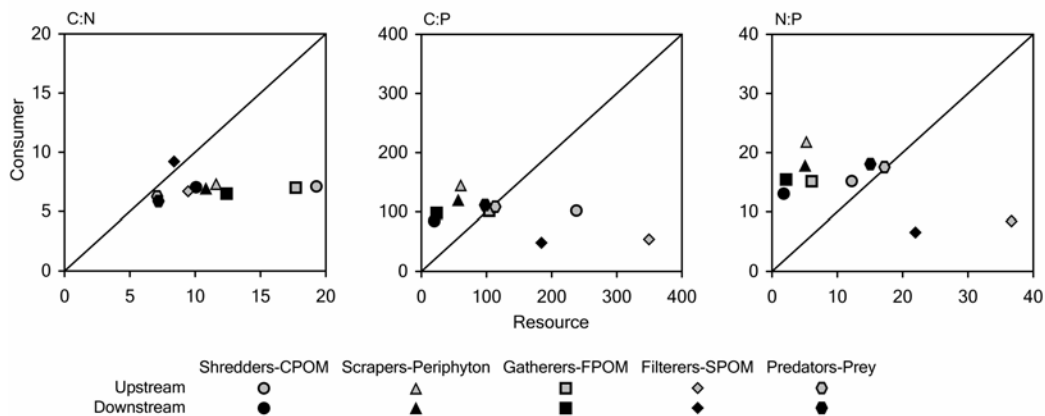 C:N C:P N:P
20 400 40
15 300 30
10 200 20
5 100 10
0 0 0
0 5 10 15 20 0 100 200 300 400 0 10 20 30 40
Consumer
Resource
Shredders-CPOM Scrapers-Periphyton Gatherers-FPOM Filterers-SPOM Predators-Prey
Upstream
Downstream